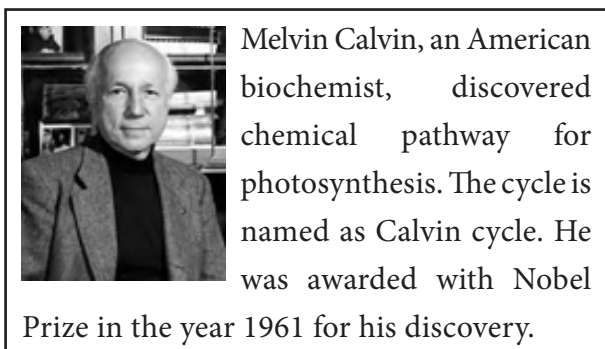 Melvin Calvin, an American
biochemist, discovered
chemical pathway for
photosynthesis. The cycle is
named as Calvin cycle. He
was awarded with Nobel
Prize in the year 1961 for his discovery.